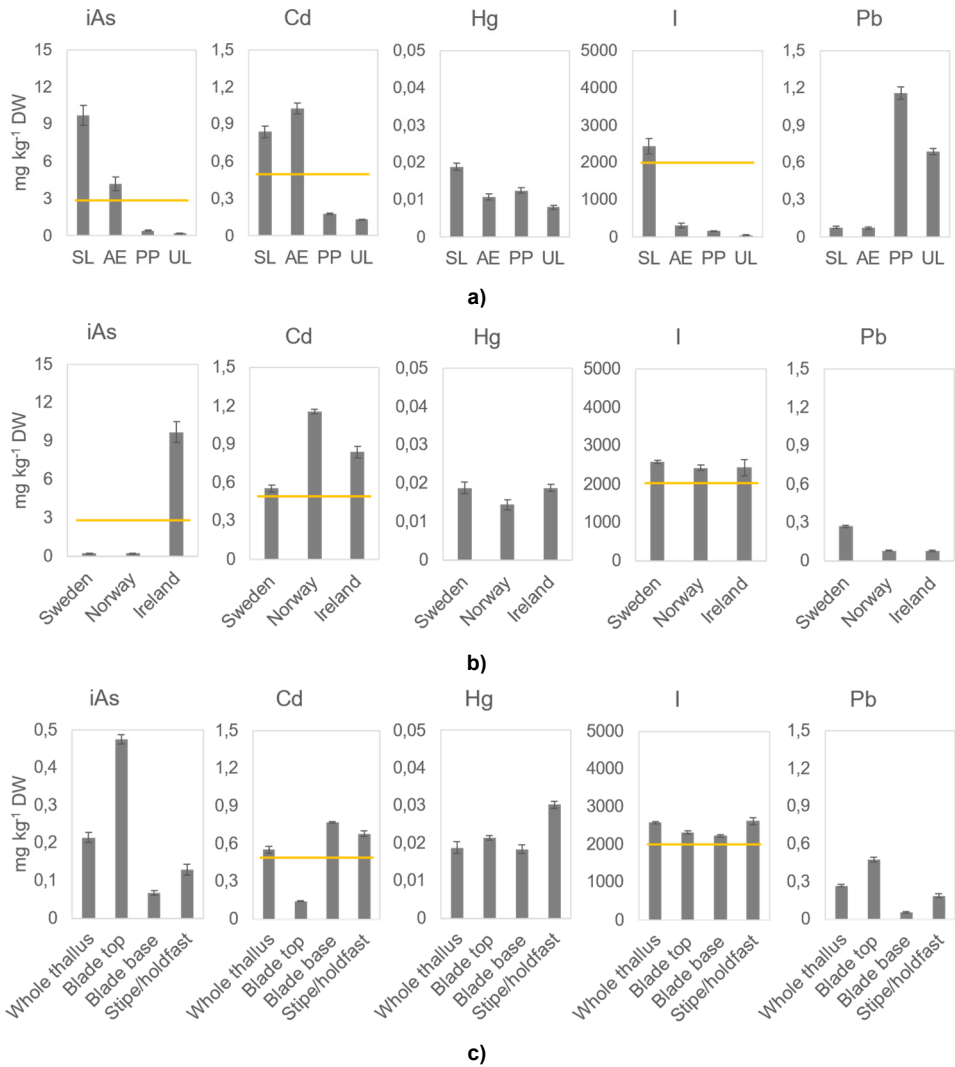 iAs Cd Hg I Pb
15 1,5 0,05 5000 1,5
12 1,2 0,04 4000 1,2
9 0,9 0,03 3000 0,9
6 0,6 0,02 2000 0,6
3 0,3 0,01 1000 0,3
0 0 0 0 0
mg kg⁻¹ DW
SL AE PP UL SL AE PP UL SL AE PP UL SL AE PP UL SL AE PP UL
a)
iAs Cd Hg I Pb
15 1,5 0,05 5000 1,5
12 1,2 0,04 4000 1,2
9 0,9 0,03 3000 0,9
6 0,6 0,02 2000 0,6
3 0,3 0,01 1000 0,3
0 0 0 0 0
mg kg⁻¹ DW
Sweden Norway Ireland Sweden Norway Ireland Sweden Norway Ireland Sweden Norway Ireland Sweden Norway Ireland
b)
iAs Cd Hg I Pb
0,5 1,5 0,05 5000 1,5
0,4 1,2 0,04 4000 1,2
0,3 0,9 0,03 3000 0,9
0,2 0,6 0,02 2000 0,6
0,1 0,3 0,01 1000 0,3
0 0 0,00 0 0
mg kg⁻¹ DW
Whole thallus Blade top Blade base Stipe/holdfast Whole thallus Blade top Blade base Stipe/holdfast Whole thallus Blade top Blade base Stipe/holdfast Whole thallus Blade top Blade base Stipe/holdfast Whole thallus Blade top Blade base Stipe/holdfast
c)